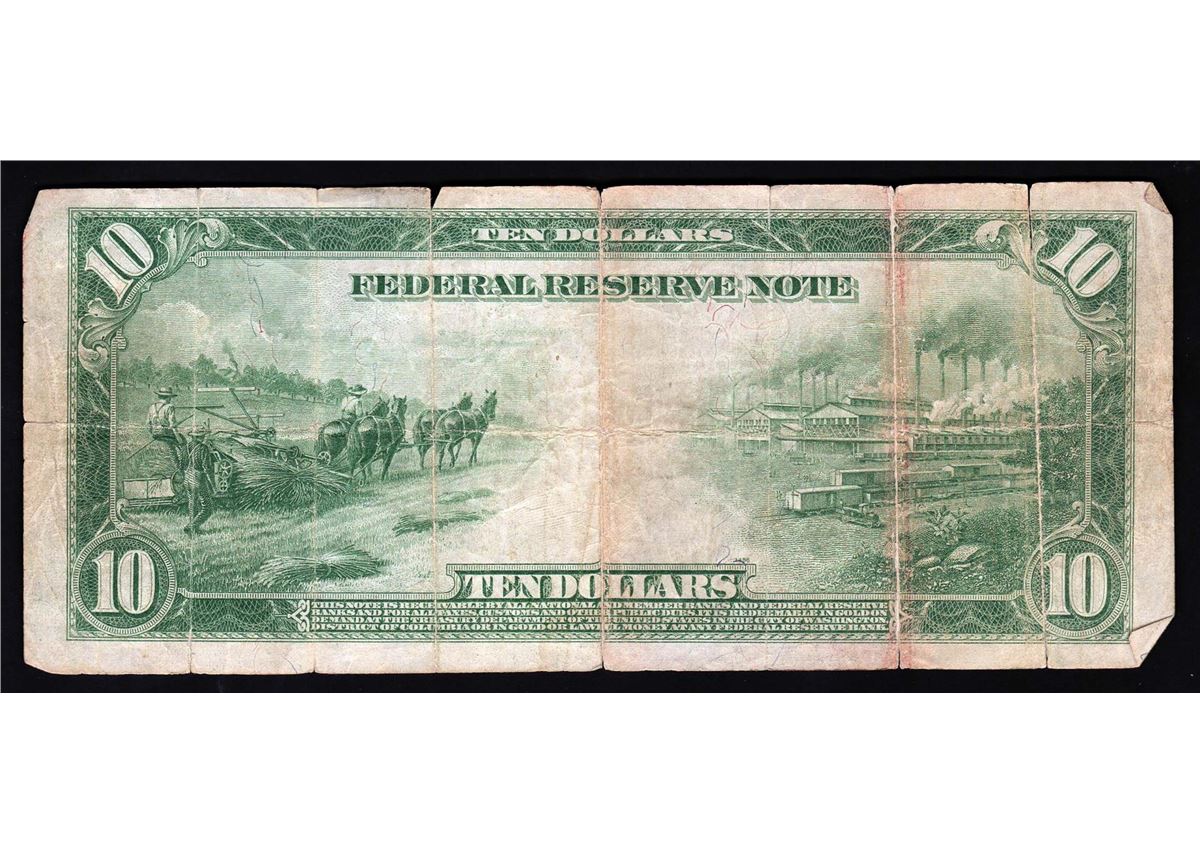 10 TEN DOLLARS 10
FEDERAL RESERVE NOTE
10 TEN DOLLARS 10
THIS NOTE IS RECEIVABLE BY ALL NATIONAL AND MEMBER BANKS AND FEDERAL RESERVE
BANKS AND FOR ALL TAXES, CUSTOMS AND OTHER PUBLIC DUES. IT IS REDEEMABLE IN GOLD ON
DEMAND AT THE TREASURY DEPARTMENT OF THE UNITED STATES IN THE CITY OF WASHINGTON
DISTRICT OF COLUMBIA OR IN GOLD OR LAWFUL MONEY AT ANY FEDERAL RESERVE BANK